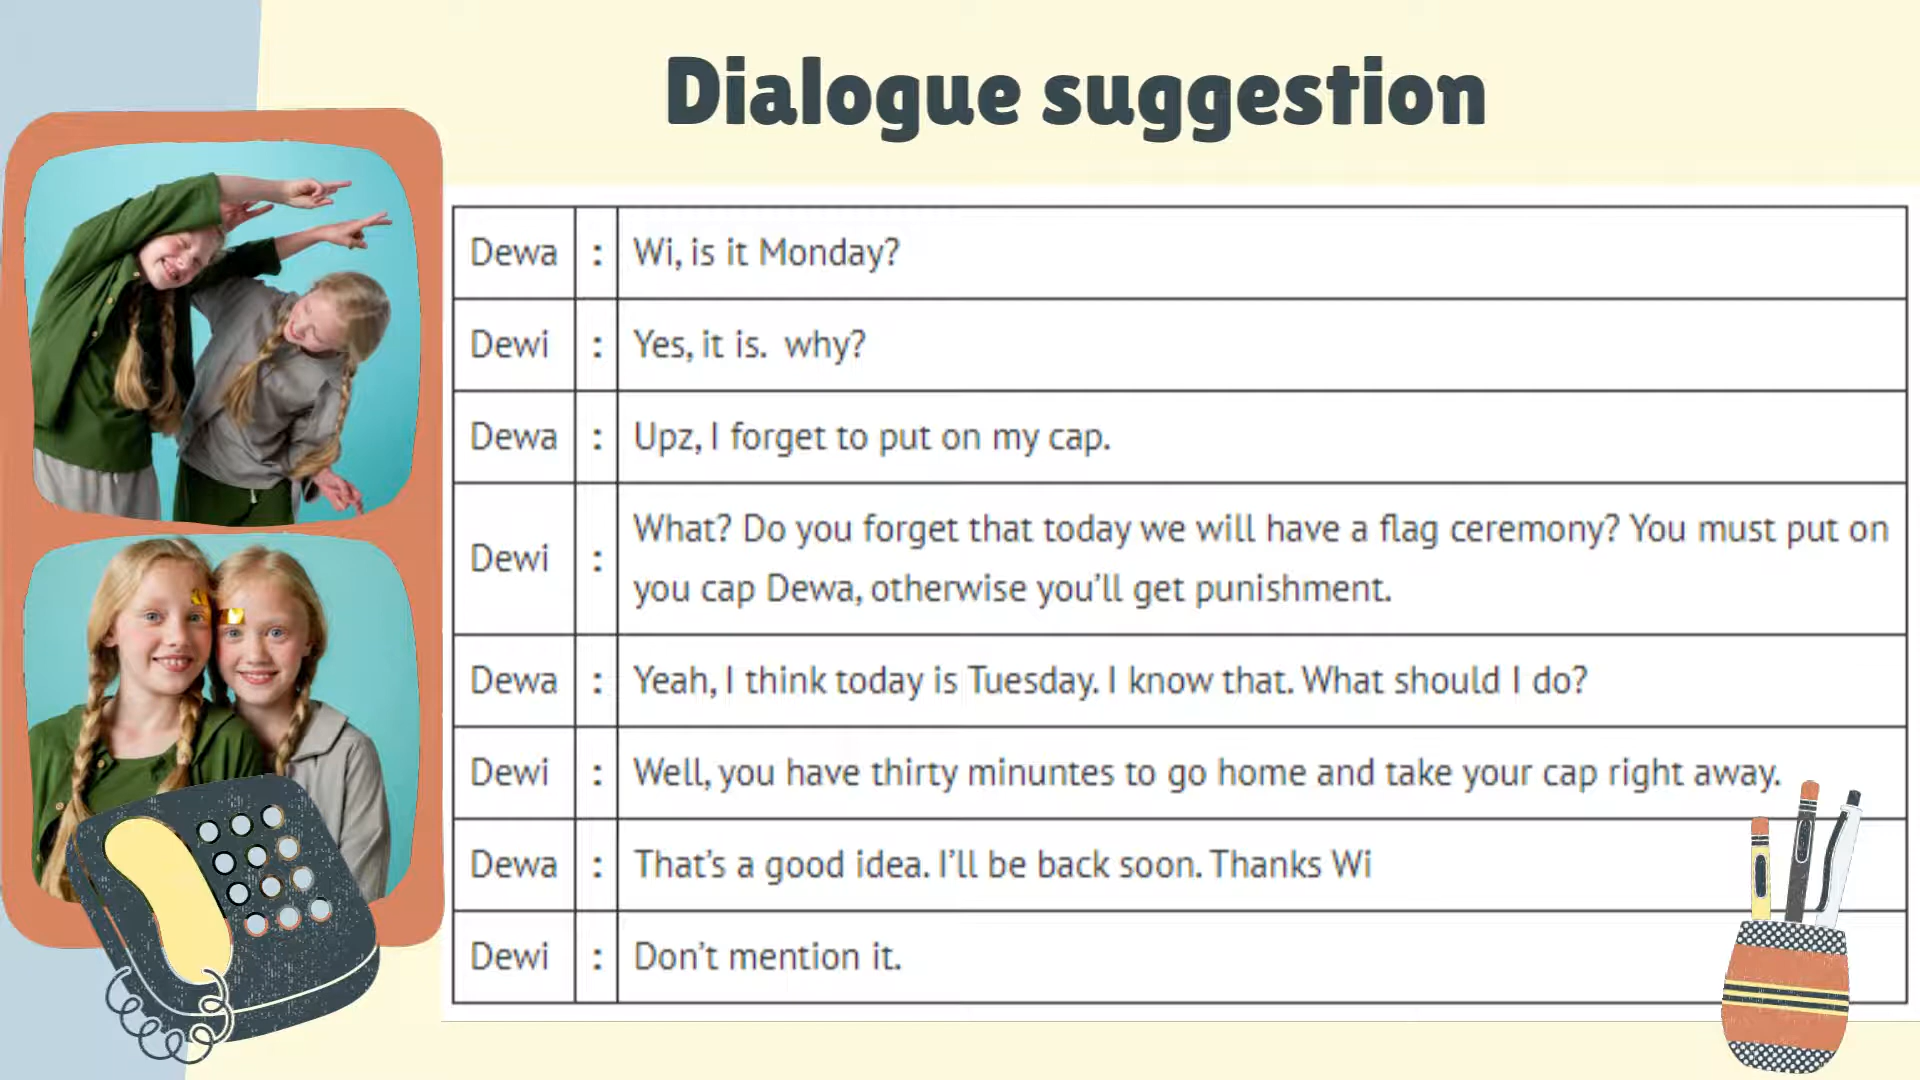 Dialogue suggestion
Dewa : Wi, is it Monday?
Dewi : Yes, it is. why?
Dewa : Upz, I forget to put on my cap.
Dewi : What? Do you forget that today we will have a flag ceremony? You must put on
you cap Dewa, otherwise you'll get punishment.
Dewa : Yeah, I think today is Tuesday. I know that. What should I do?
Dewi : Well, you have thirty minuntes to go home and take your cap right away.
Dewa : That's a good idea. I'll be back soon. Thanks Wi
Dewi : Don't mention it.